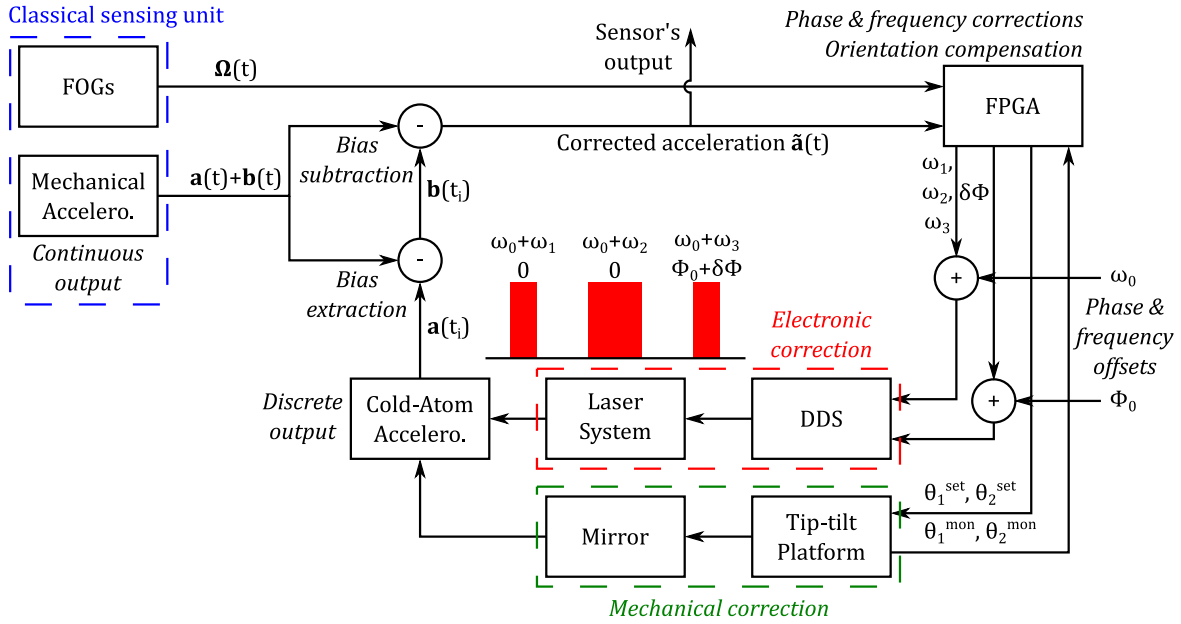 Classical sensing unit
FOGs
Ω(t)
Mechanical
Accelero.
a(t)+b(t)
Continuous
output
Bias
subtraction
-
b(tᵢ)
-
Bias
extraction
a(tᵢ)
Sensor's
output
Corrected acceleration ã(t)
Phase & frequency corrections
Orientation compensation
FPGA
ω₁,
ω₂, δΦ
ω₃
+
ω₀
Phase &
frequency
offsets
+
Φ₀
ω₀+ω₁ ω₀+ω₂ ω₀+ω₃
0 0 Φ₀+δΦ
Electronic
correction
Discrete
output
Cold-Atom
Accelero.
Laser
System
DDS
Mirror
Tip-tilt
Platform
θ₁ˢᵉᵗ, θ₂ˢᵉᵗ
θ₁ᵐᵒⁿ, θ₂ᵐᵒⁿ
Mechanical correction